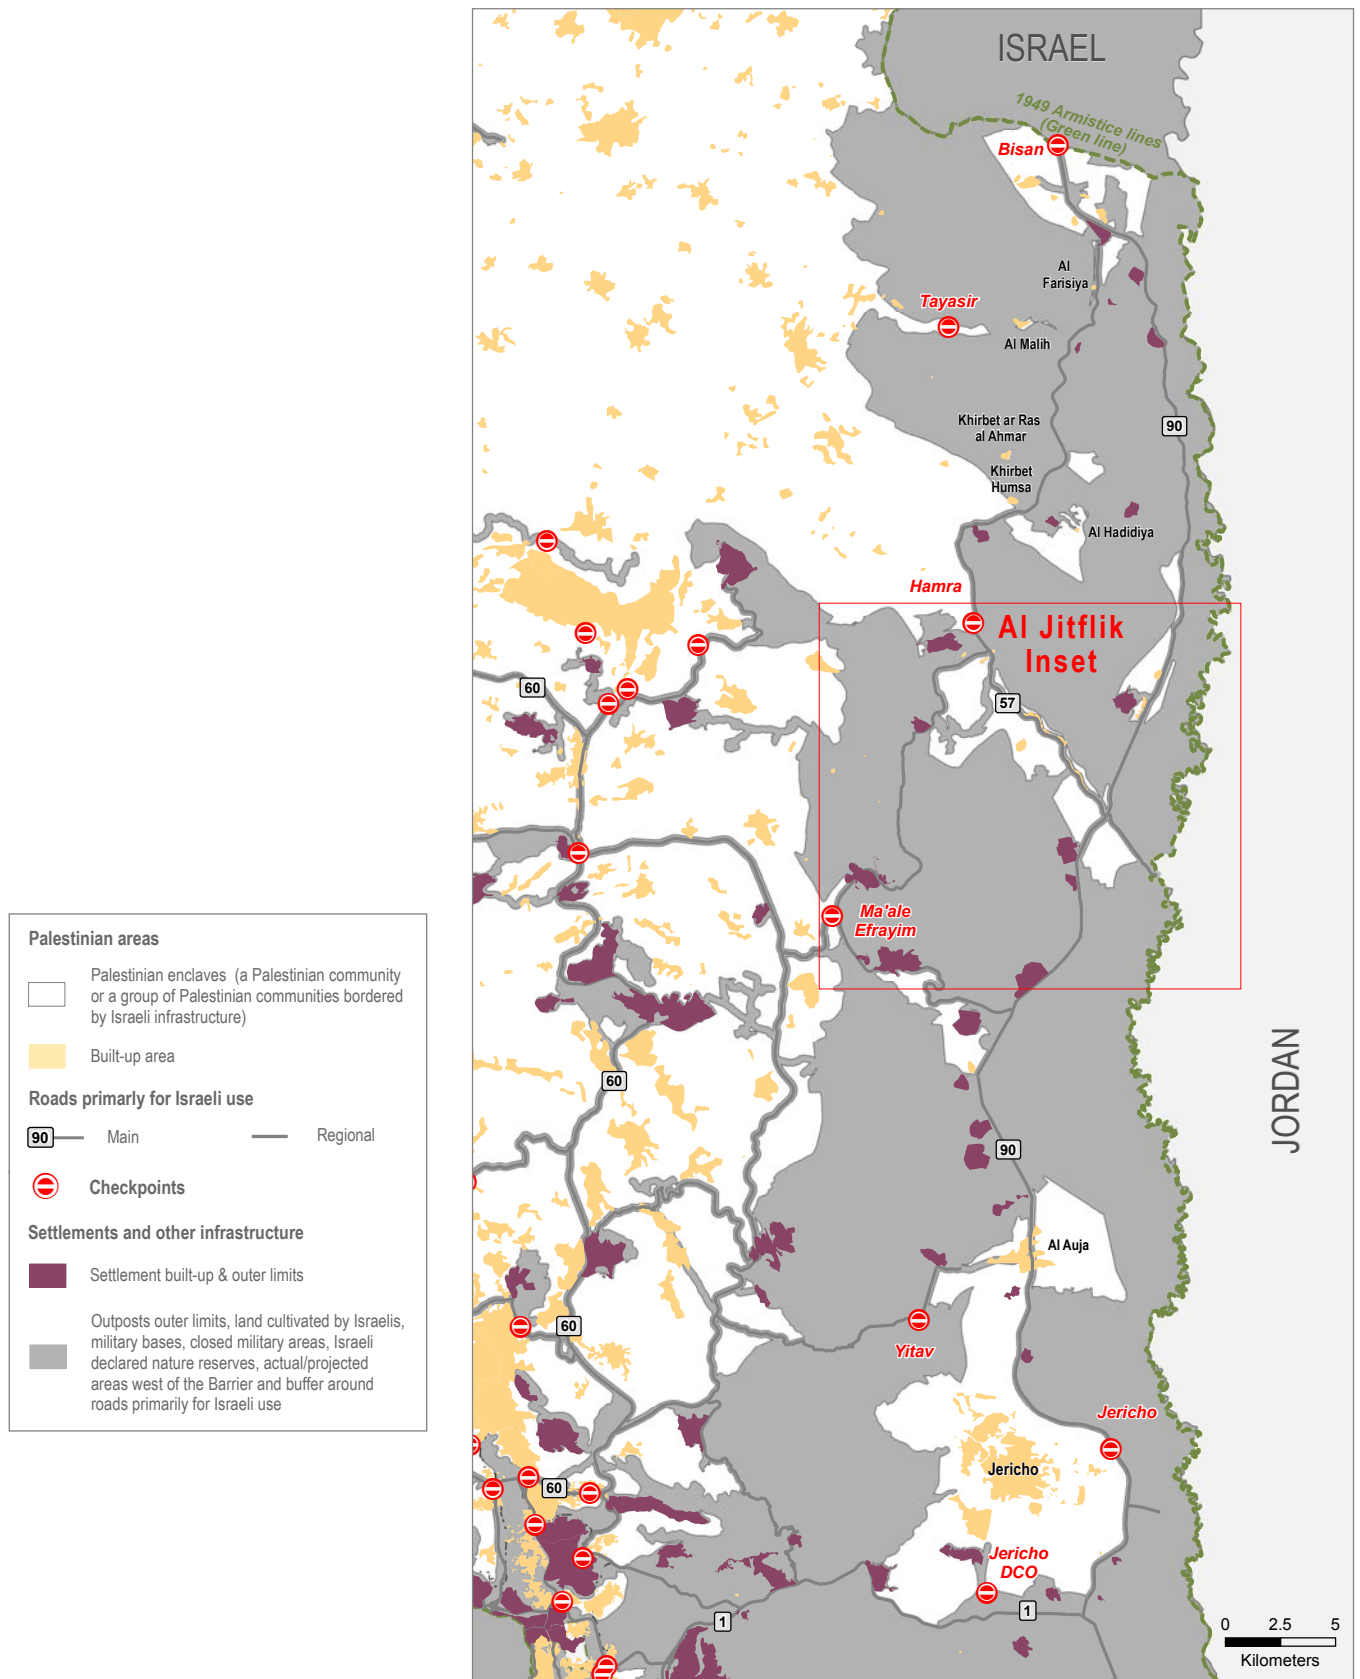 ISRAEL
1949 Armistice lines
(Green line)
Bisan
Al
Farisiya
Tayasir
Al Malih
Khirbet ar Ras
al Ahmar
90
Khirbet
Humsa
Al Hadidiya
Hamra
Al Jitflik
Inset
60
57
Ma'ale
Efrayim
60
JORDAN
90
Al Auja
60
Yitav
Jericho
Jericho
60
Jericho
DCO
1
1
0 2.5 5
Kilometers
Palestinian areas
Palestinian enclaves (a Palestinian community
or a group of Palestinian communities bordered
by Israeli infrastructure)
Built-up area
Roads primarly for Israeli use
90 Main Regional
Checkpoints
Settlements and other infrastructure
Settlement built-up & outer limits
Outposts outer limits, land cultivated by Israelis,
military bases, closed military areas, Israeli
declared nature reserves, actual/projected
areas west of the Barrier and buffer around
roads primarily for Israeli use